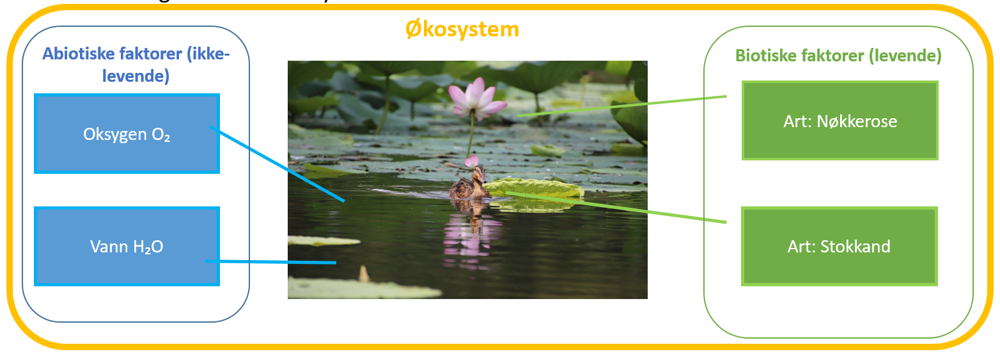 Økosystem
Abiotiske faktorer (ikke-
levende)
Oksygen O₂
Vann H₂O
Biotiske faktorer (levende)
Art: Nøkkerose
Art: Stokkand